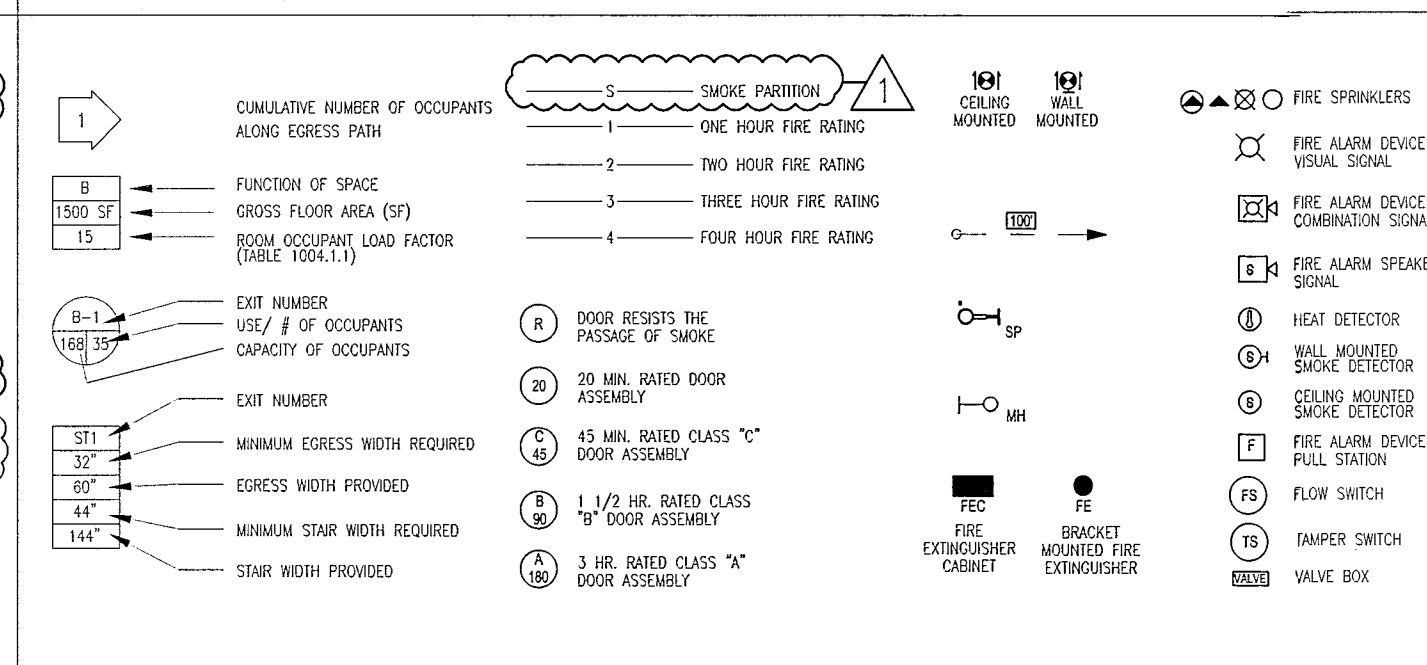 1
CUMULATIVE NUMBER OF OCCUPANTS
ALONG EGRESS PATH
B
FUNCTION OF SPACE
1500 SF
GROSS FLOOR AREA (SF)
15
ROOM OCCUPANT LOAD FACTOR
(TABLE 1004.1.1)
B-1
168 35
EXIT NUMBER
USE/ # OF OCCUPANTS
CAPACITY OF OCCUPANTS
EXIT NUMBER
ST1
MINIMUM EGRESS WIDTH REQUIRED
32"
EGRESS WIDTH PROVIDED
60"
MINIMUM STAIR WIDTH REQUIRED
44"
STAIR WIDTH PROVIDED
144"
S SMOKE PARTITION
1
1 ONE HOUR FIRE RATING
2 TWO HOUR FIRE RATING
3 THREE HOUR FIRE RATING
4 FOUR HOUR FIRE RATING
R
DOOR RESISTS THE
PASSAGE OF SMOKE
20
20 MIN. RATED DOOR
ASSEMBLY
C
45
45 MIN. RATED CLASS "C"
DOOR ASSEMBLY
B
90
1 1/2 HR. RATED CLASS
"B" DOOR ASSEMBLY
A
180
3 HR. RATED CLASS "A"
DOOR ASSEMBLY
CEILING
MOUNTED
WALL
MOUNTED
100'
SP
MH
FEC
FIRE
EXTINGUISHER
CABINET
FE
BRACKET
MOUNTED FIRE
EXTINGUISHER
FIRE SPRINKLERS
FIRE ALARM DEVICE
VISUAL SIGNAL
FIRE ALARM DEVICE
COMBINATION SIGNA
S
FIRE ALARM SPEAKE
SIGNAL
HEAT DETECTOR
S
WALL MOUNTED
SMOKE DETECTOR
S
CEILING MOUNTED
SMOKE DETECTOR
F
FIRE ALARM DEVICE
PULL STATION
FS
FLOW SWITCH
TS
TAMPER SWITCH
VALVE
VALVE BOX